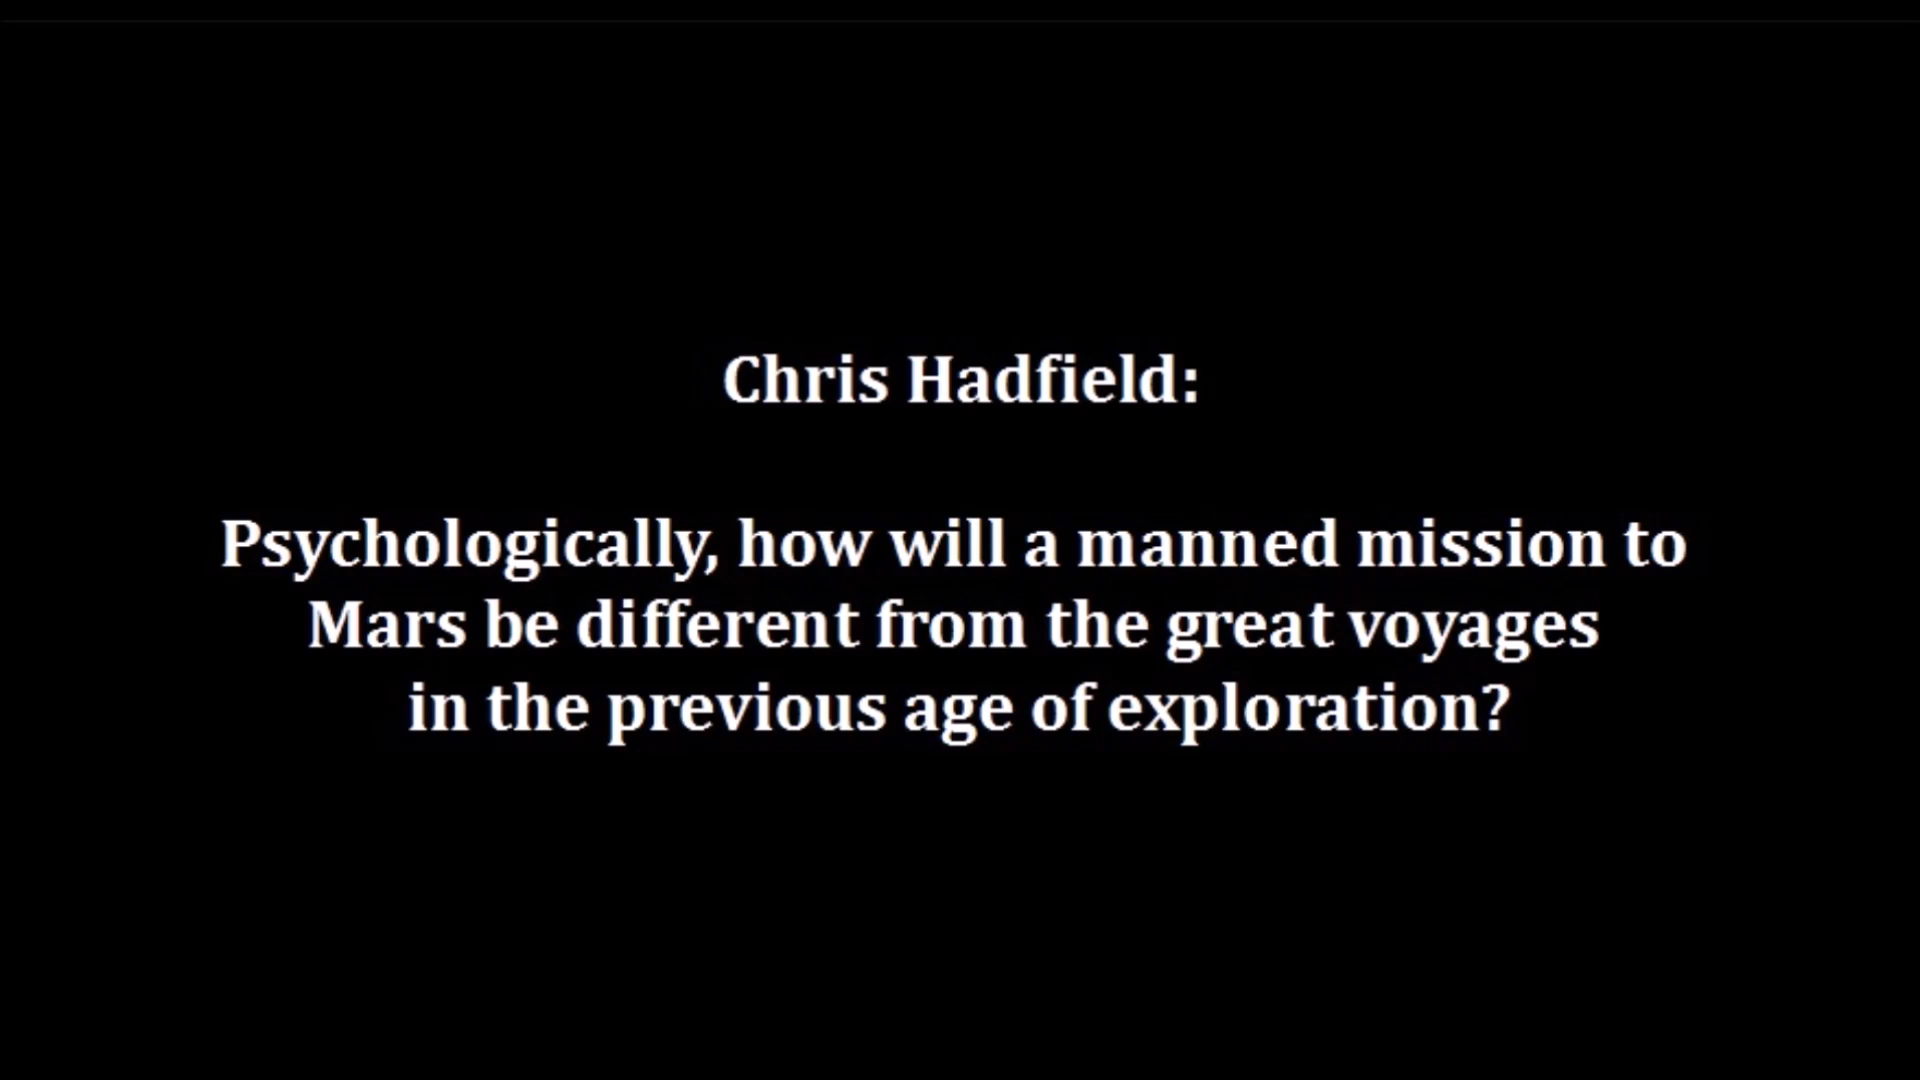 Chris Hadfield:
Psychologically, how will a manned mission to
Mars be different from the great voyages
in the previous age of exploration?